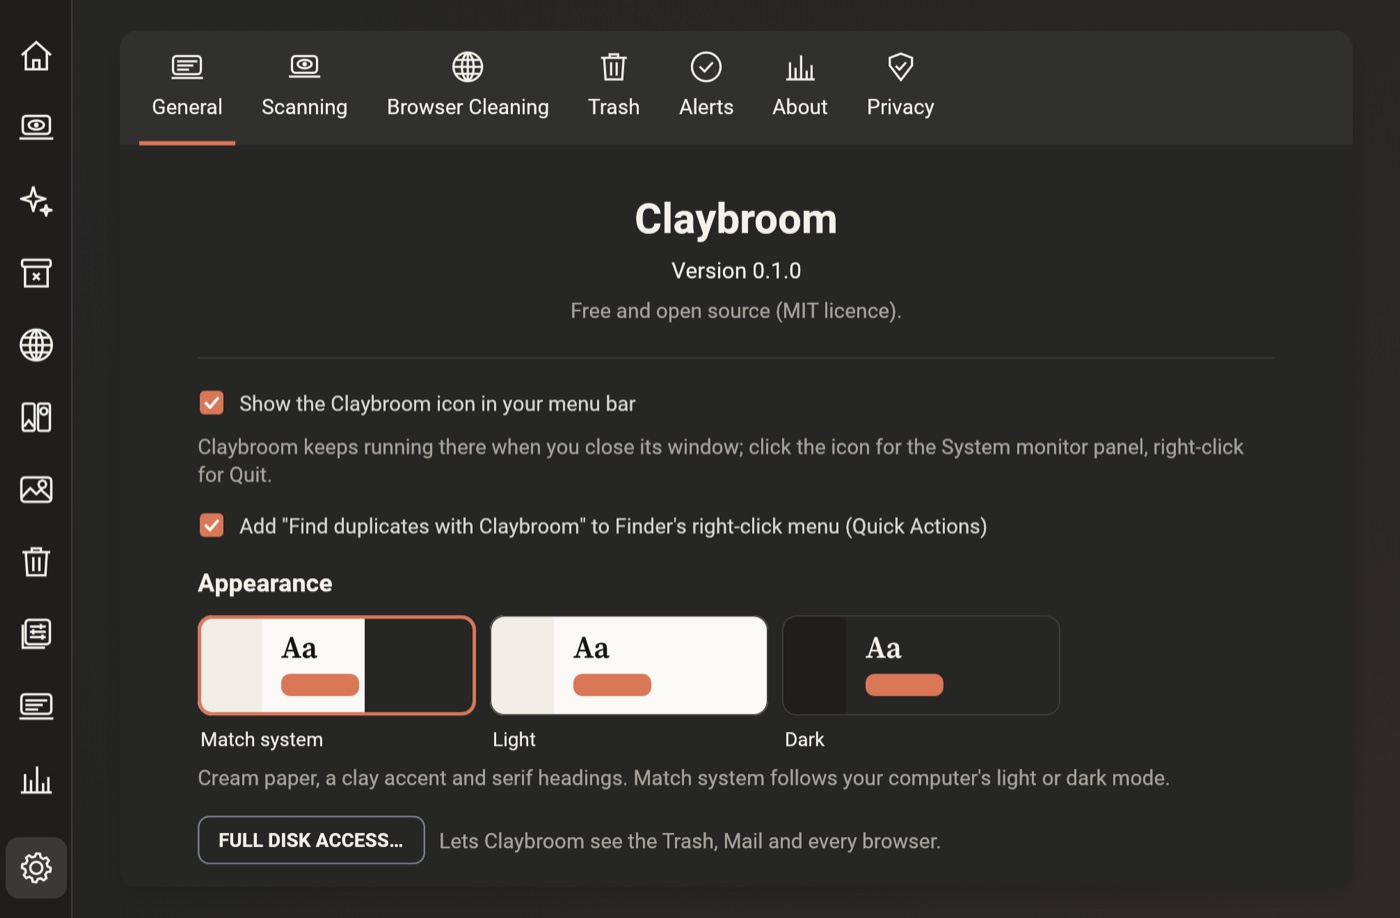 General
Scanning
Browser Cleaning
Trash
Alerts
About
Privacy
Claybroom
Version 0.1.0
Free and open source (MIT licence).
Show the Claybroom icon in your menu bar
Claybroom keeps running there when you close its window; click the icon for the System monitor panel, right-click
for Quit.
Add "Find duplicates with Claybroom" to Finder's right-click menu (Quick Actions)
Appearance
Aa
Aa
Aa
Match system
Light
Dark
Cream paper, a clay accent and serif headings. Match system follows your computer's light or dark mode.
FULL DISK ACCESS...
Lets Claybroom see the Trash, Mail and every browser.